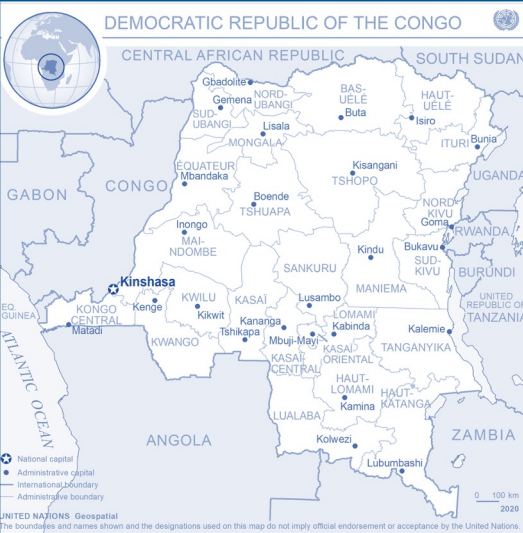 DEMOCRATIC REPUBLIC OF THE CONGO
CENTRAL AFRICAN REPUBLIC
SOUTH SUDAN
Gbadolite
NORD-
UBANGI
BAS-
UÉLÉ
HAUT-
UÉLÉ
Gemena
SUD-
UBANGI
Buta
Isiro
Lisala
MONGALA
ITURI
Bunia
ÉQUATEUR
Mbandaka
Kisangani
TSHOPO
UGANDA
GABON
CONGO
Boende
TSHUAPA
NORD-
KIVU
Goma
RWANDA
Inongo
MAI-
NDOMBE
Kindu
Bukavu
SUD-
KIVU
SANKURU
BURUNDI
Kinshasa
MANIEMA
EQ.
GUINEA
KONGO
CENTRAL
Matadi
Kenge
KWILU
Kikwit
KASAÏ
Lusambo
UNITED
REPUBLIC OF
TANZANIA
LOMAMI
Kabinda
Kananga
Tshikapa
Mbuji-Mayi
KASAÏ
ORIENTAL
Kalemie
TANGANYIKA
KWANGO
KASAÏ
CENTRAL
ATLANTIC OCEAN
HAUT-
LOMAMI
Kamina
HAUT-
KATANGA
LUALABA
ANGOLA
Kolwezi
ZAMBIA
Lubumbashi
National capital
Administrative capital
International boundary
Administrative boundary
0 100 km
2020
UNITED NATIONS Geospatial
The boundaries and names shown and the designations used on this map do not imply official endorsement or acceptance by the United Nations.